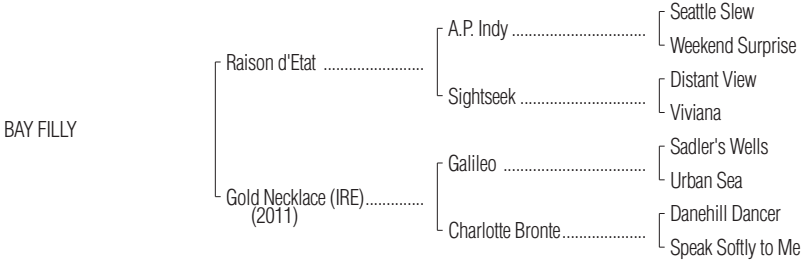 Seattle Slew
A.P. Indy ................................
Weekend Surprise
Raison d'Etat ........................
Distant View
Sightseek ..............................
Viviana
BAY FILLY
Sadler's Wells
Galileo ..................................
Urban Sea
Gold Necklace (IRE)..............
(2011)
Danehill Dancer
Charlotte Bronte....................
Speak Softly to Me